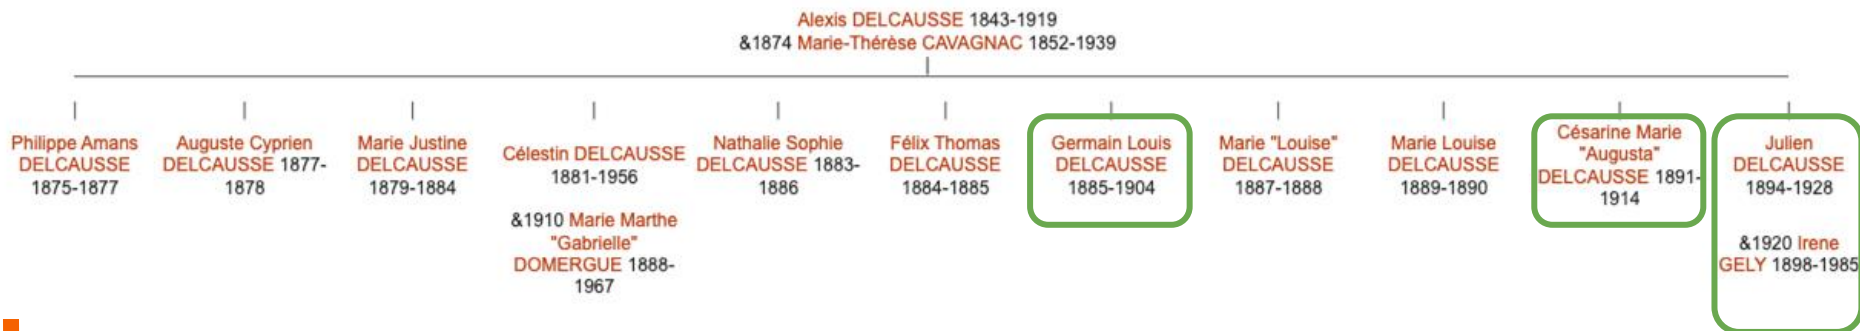 Alexis DELCAUSSE 1843-1919
&1874 Marie-Thérèse CAVAGNAC 1852-1939
Philippe Amans
DELCAUSSE
1875-1877
Auguste Cyprien
DELCAUSSE 1877-
1878
Marie Justine
DELCAUSSE
1879-1884
Célestin DELCAUSSE
1881-1956
&1910 Marie Marthe
"Gabrielle"
DOMERGUE 1888-
1967
Nathalie Sophie
DELCAUSSE 1883-
1886
Félix Thomas
DELCAUSSE
1884-1885
Germain Louis
DELCAUSSE
1885-1904
Marie "Louise"
DELCAUSSE
1887-1888
Marie Louise
DELCAUSSE
1889-1890
Césarine Marie
"Augusta"
DELCAUSSE 1891-
1914
Julien
DELCAUSSE
1894-1928
&1920 Irene
GELY 1898-1985